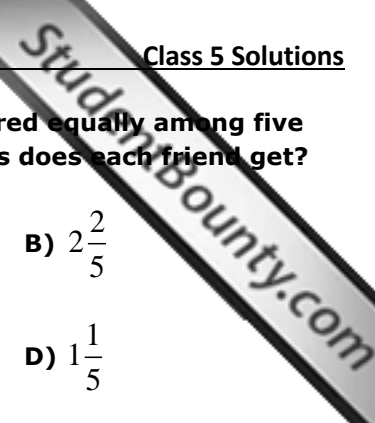 Class 5 Solutions
red equally among five
s does each friend get?
B) 2 2/5
D) 1 1/5
StudentBounty.com